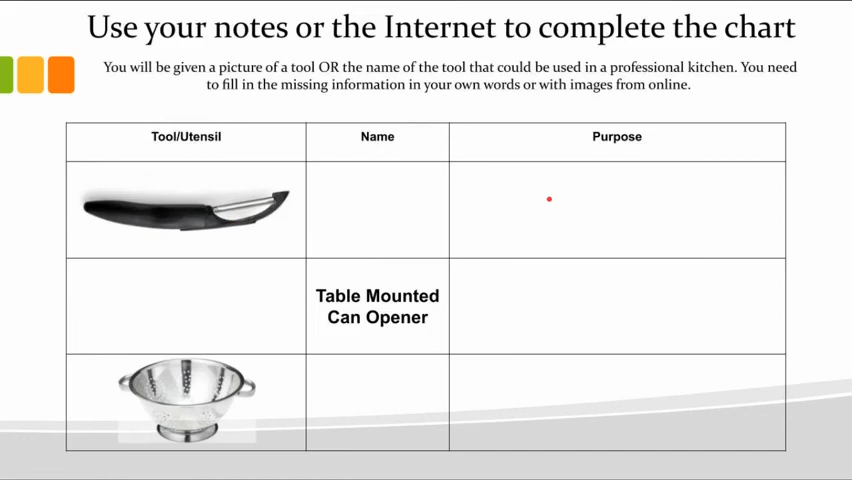 Use your notes or the Internet to complete the chart
You will be given a picture of a tool OR the name of the tool that could be used in a professional kitchen. You need
to fill in the missing information in your own words or with images from online.
Tool/Utensil Name Purpose
Table Mounted
Can Opener